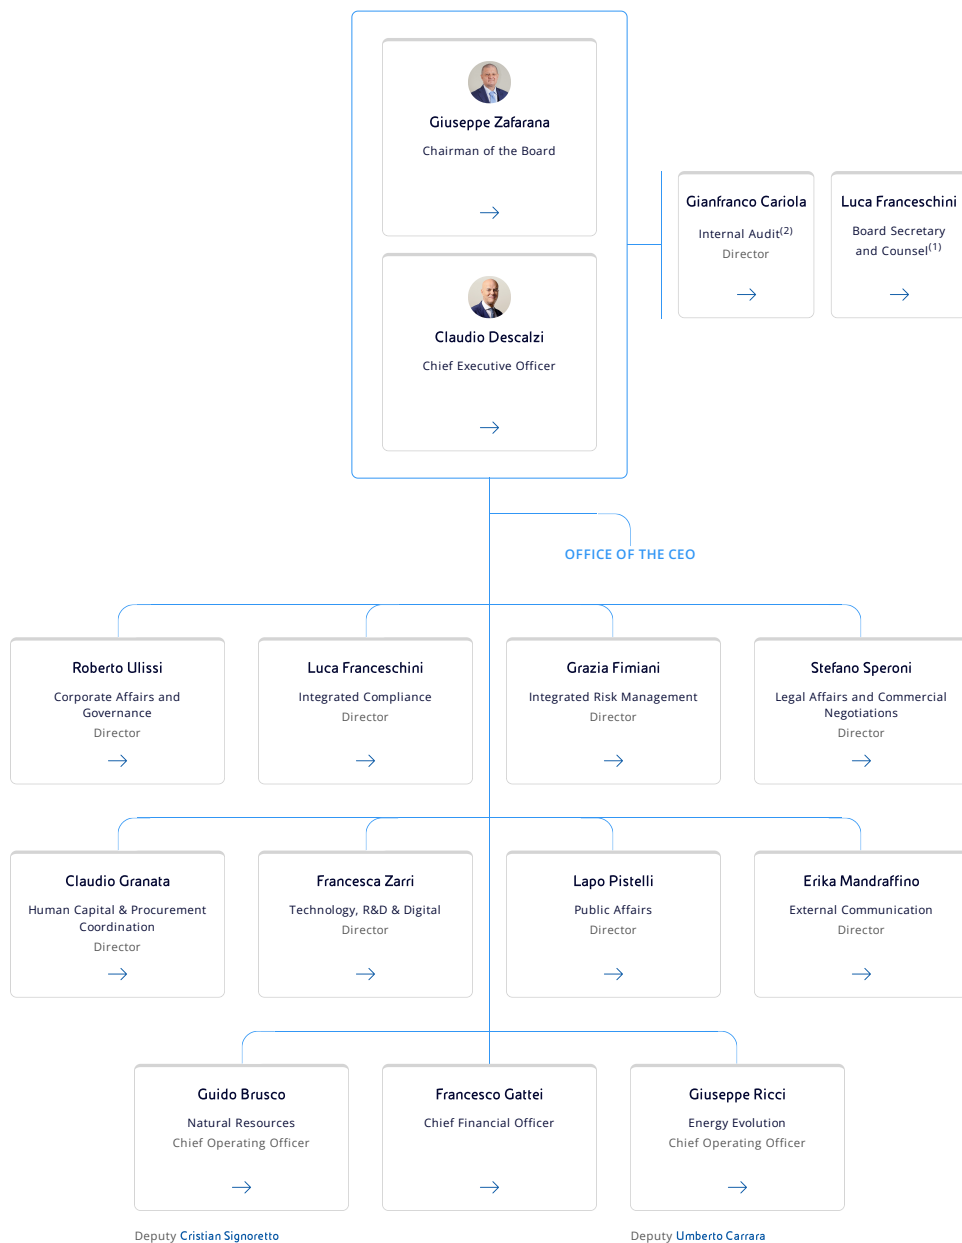 Giuseppe Zafarana
Chairman of the Board
Claudio Descalzi
Chief Executive Officer
Gianfranco Cariola
Internal Audit(2)
Director
Luca Franceschini
Board Secretary
and Counsel(1)
OFFICE OF THE CEO
Roberto Ulissi
Corporate Affairs and
Governance
Director
Luca Franceschini
Integrated Compliance
Director
Grazia Fimiani
Integrated Risk Management
Director
Stefano Speroni
Legal Affairs and Commercial
Negotiations
Director
Claudio Granata
Human Capital & Procurement
Coordination
Director
Francesca Zarri
Technology, R&D & Digital
Director
Lapo Pistelli
Public Affairs
Director
Erika Mandraffino
External Communication
Director
Guido Brusco
Natural Resources
Chief Operating Officer
Francesco Gattei
Chief Financial Officer
Giuseppe Ricci
Energy Evolution
Chief Operating Officer
Deputy Cristian Signoretto
Deputy Umberto Carrara